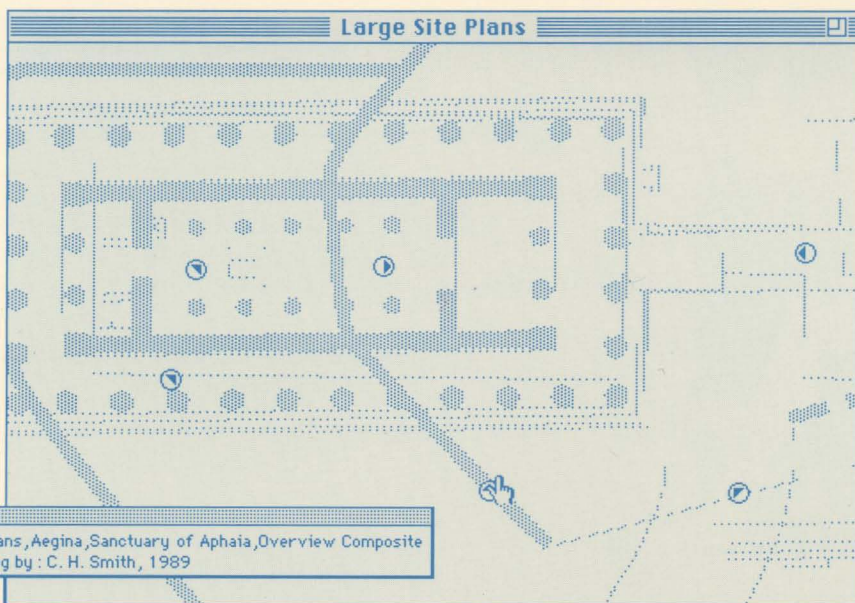 Large Site Plans
ans,Aegina,Sanctuary of Aphaia,Overview Composite
g by : C. H. Smith, 1989